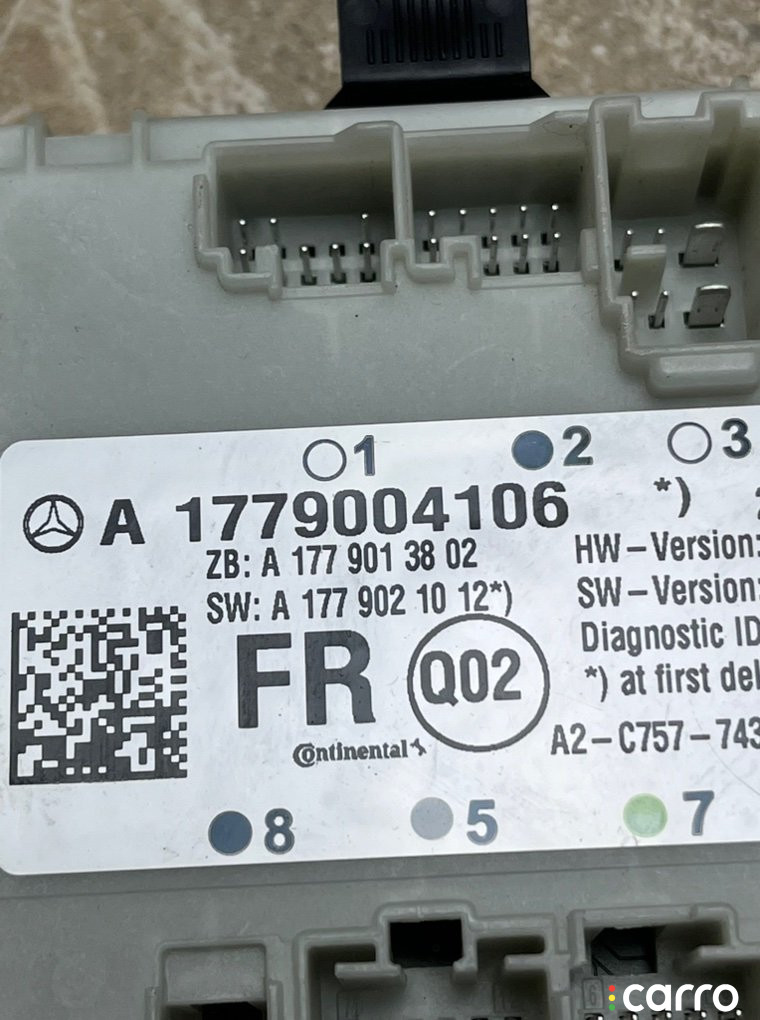 1 2 3
A 1779004106 *)
ZB: A 177 901 38 02 HW-Version:
SW: A 177 902 10 12*) SW-Version:
FR Q02 Diagnostic ID
*) at first del
Continental A2-C757-743
8 5 7
6
carro